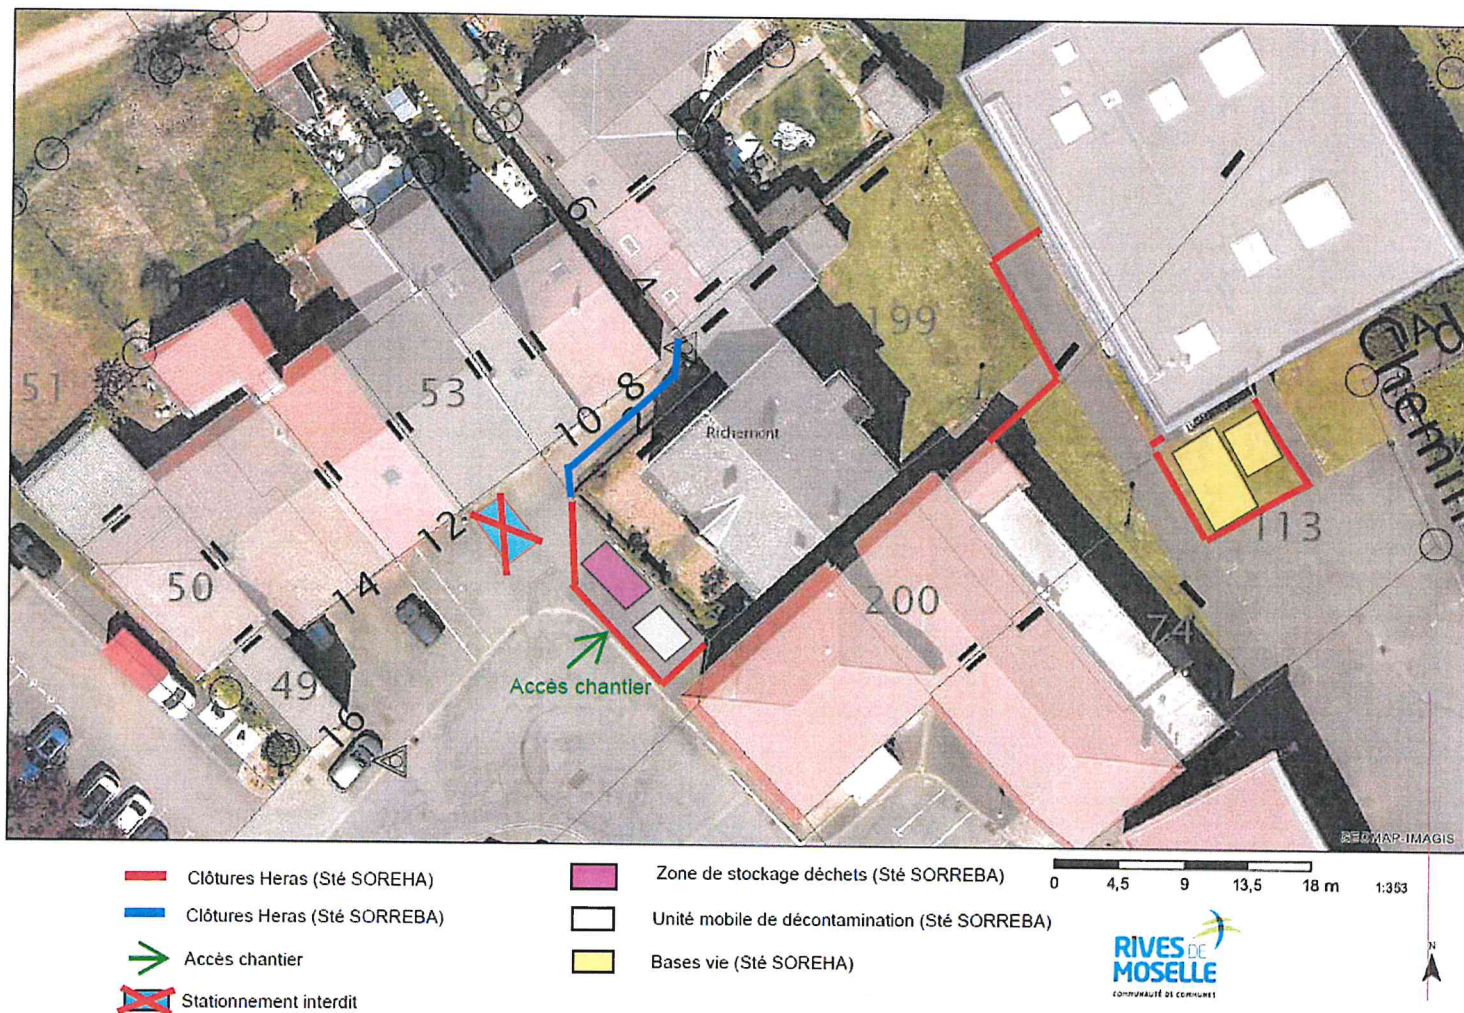 6
4
199
51
53
8
10
Richemont
Chemin
12
113
50
14
200
74
49
Accès chantier
16
GEOMAP-IMAGIS
Clôtures Heras (Sté SOREHA)
Clôtures Heras (Sté SORREBA)
Accès chantier
Stationnement interdit
Zone de stockage déchets (Sté SORREBA)
Unité mobile de décontamination (Sté SORREBA)
Bases vie (Sté SOREHA)
0 4,5 9 13,5 18 m 1:353
RIVES DE
MOSELLE
COMMUNAUTÉ DE COMMUNES
N